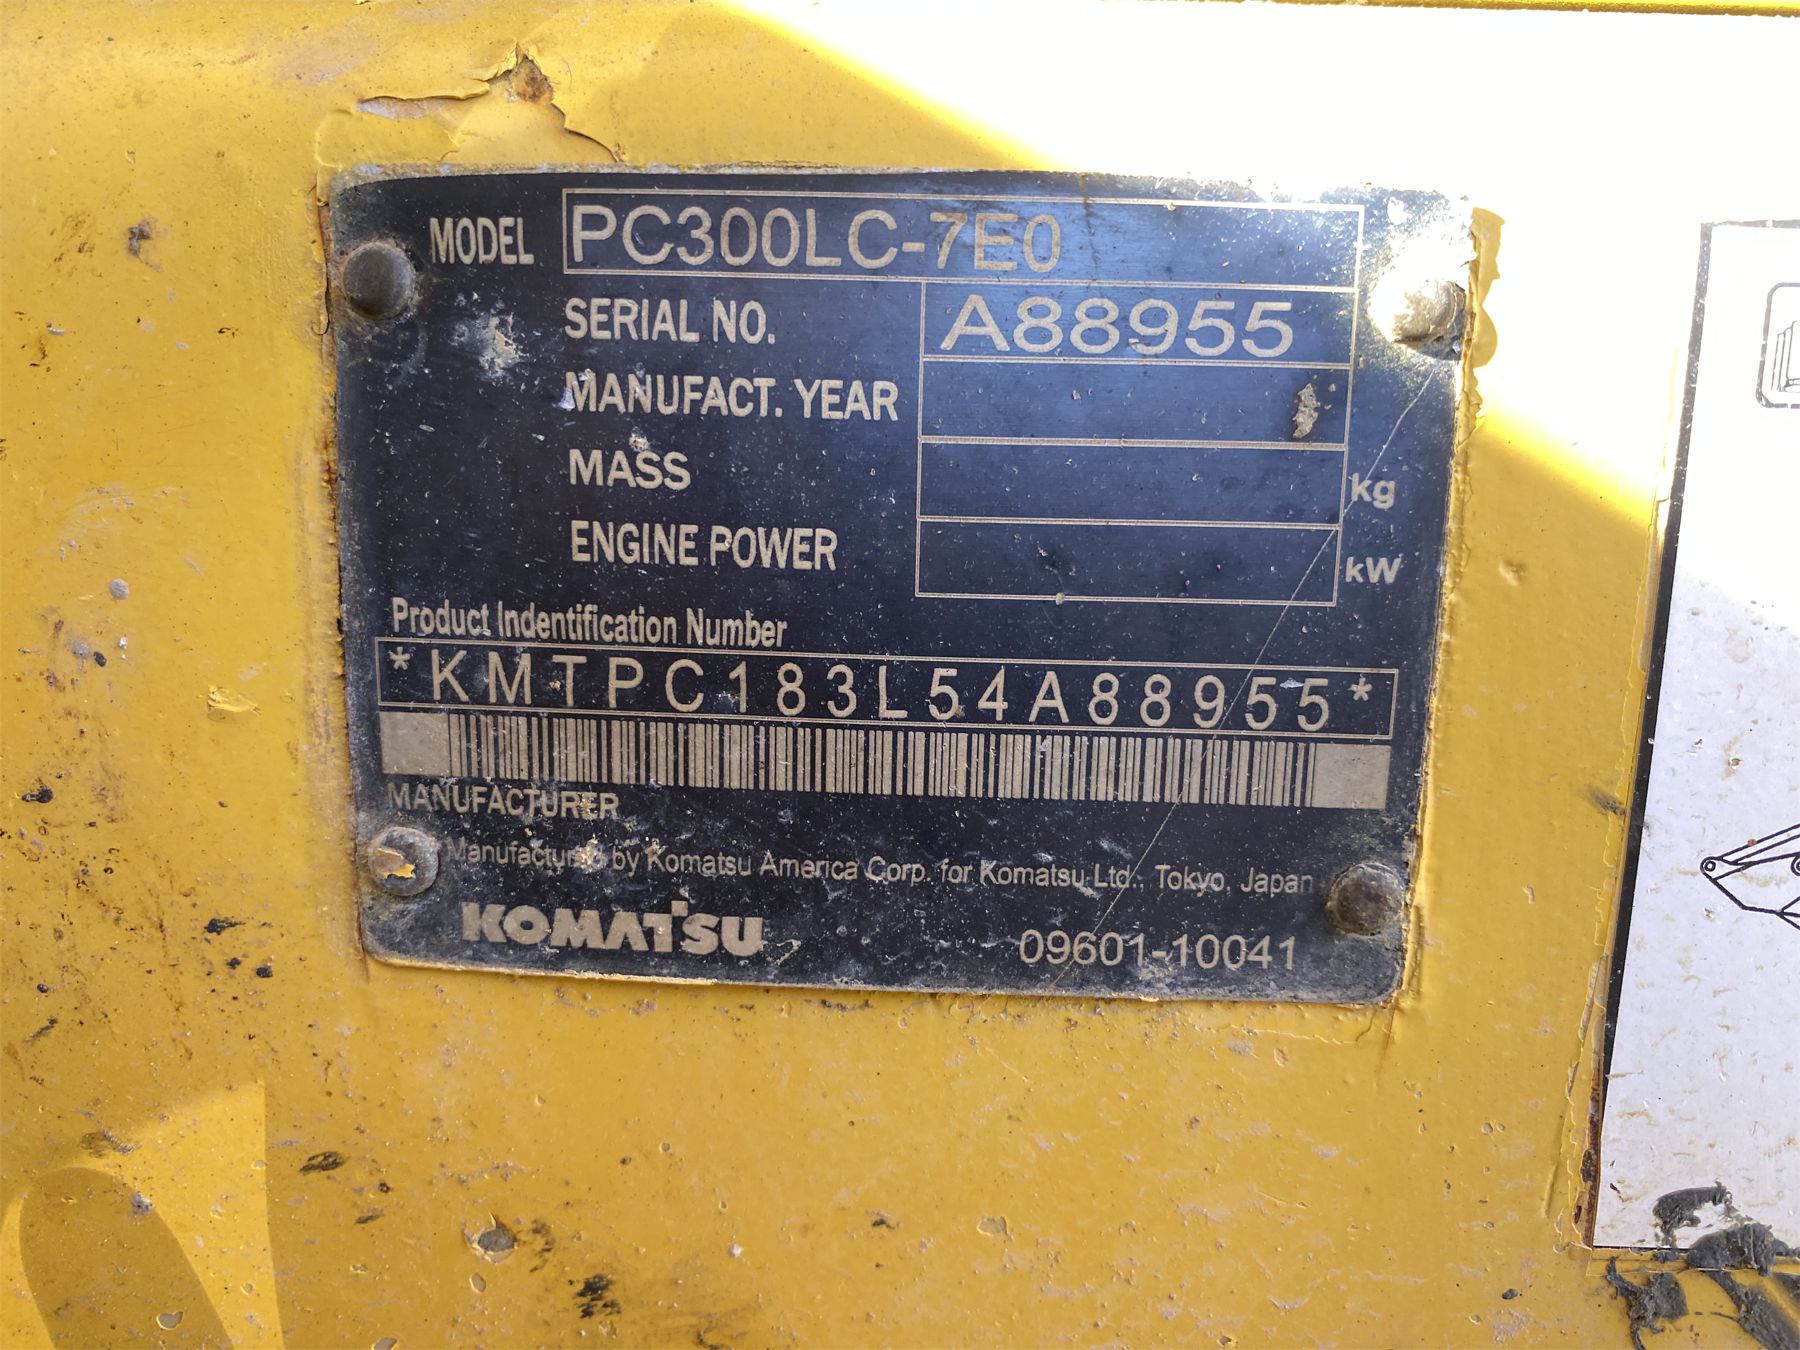 MODEL PC300LC-7E0
SERIAL NO. A88955
MANUFACT. YEAR
MASS kg
ENGINE POWER kW
Product Indentification Number
*KMTPC183L54A88955*
MANUFACTURER
Manufactured by Komatsu America Corp. for Komatsu Ltd., Tokyo, Japan
KOMATSU 09601-10041